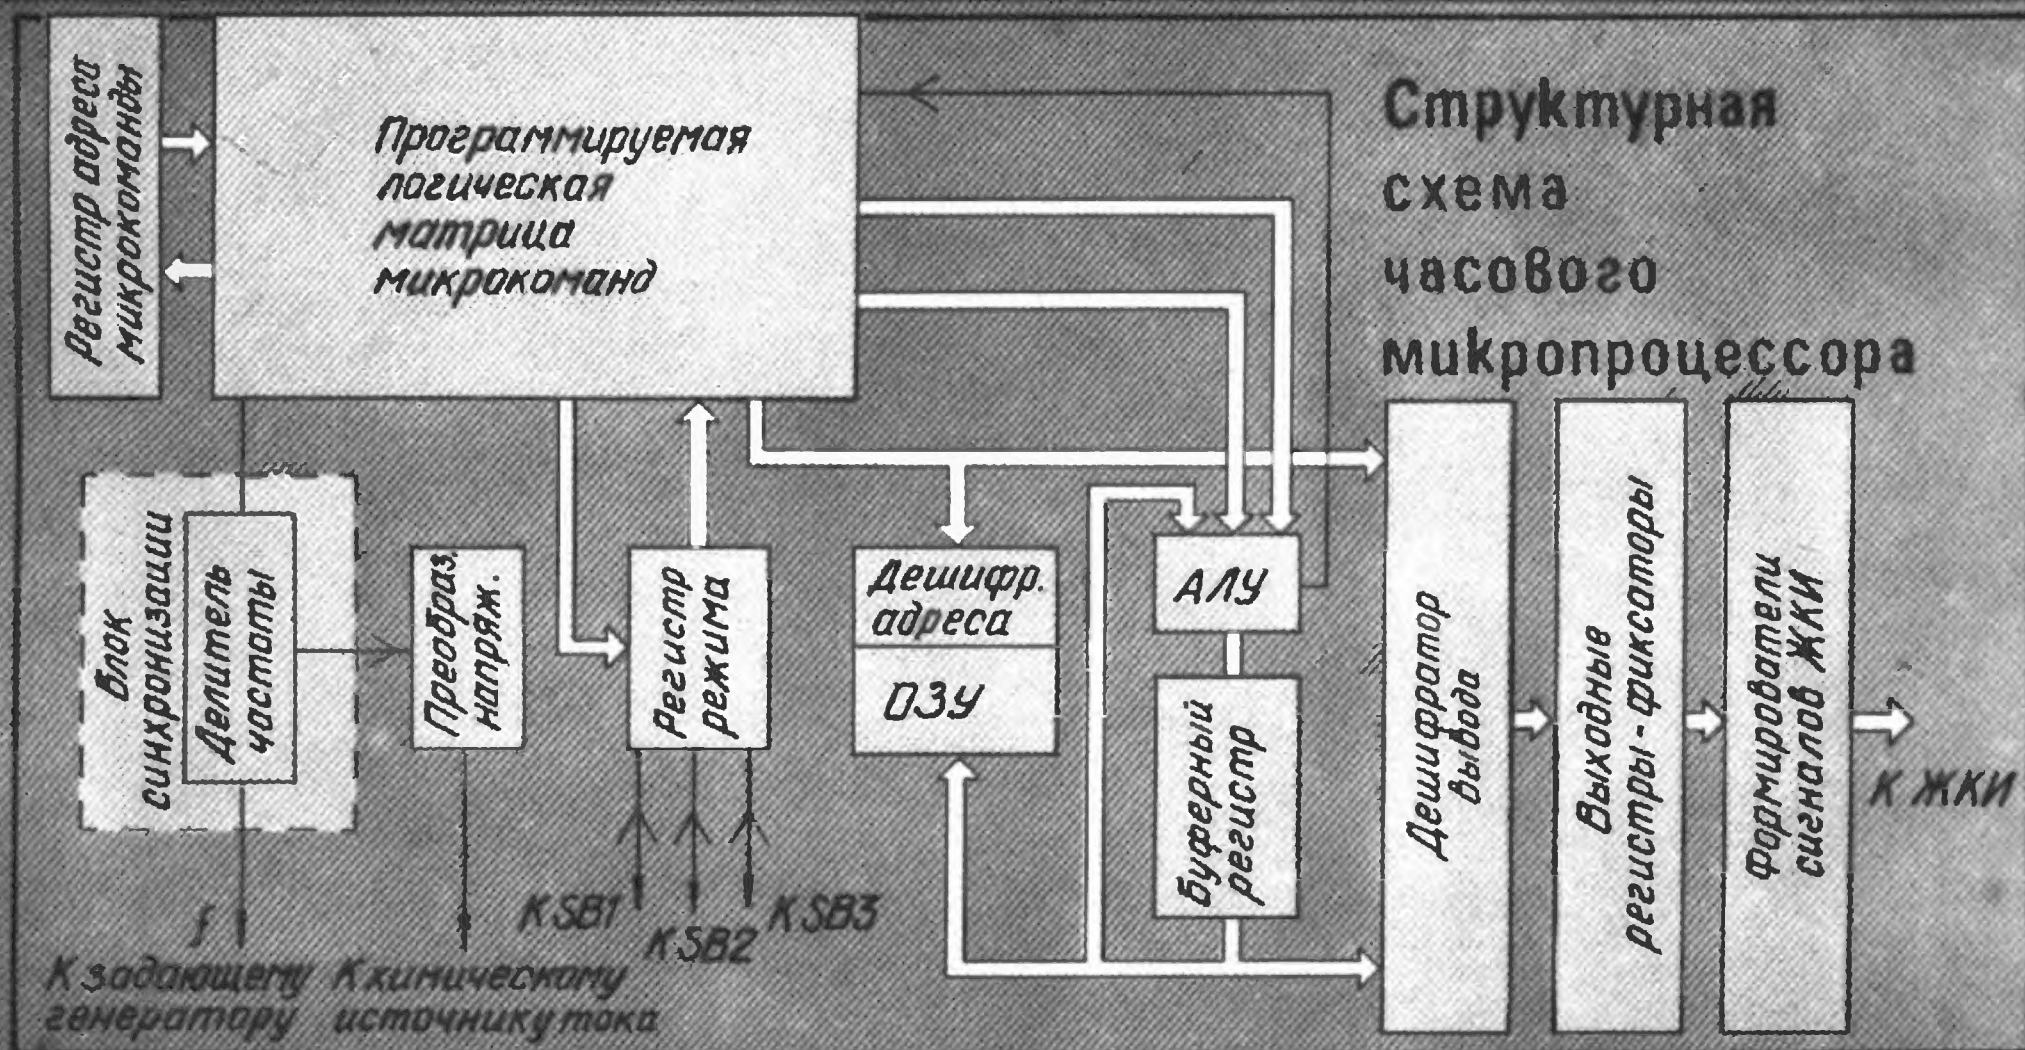 Структурная
схема
часового
микропроцессора
Регистр адреса
микрокоманды
Программируемая
логическая
матрица
микрокоманд
Блок
синхронизации
Делитель
частоты
Преобраз.
напряж.
Регистр
режима
Дешифр.
адреса
ОЗУ
АЛУ
Буферный
регистр
Дешифратор
вывода
Выходные
регистры-фиксаторы
Формирователи
сигналов ЖКИ
К ЖКИ
f
К задающему
генератору
К химическому
источнику тока
К SB1
К SB2
К SB3